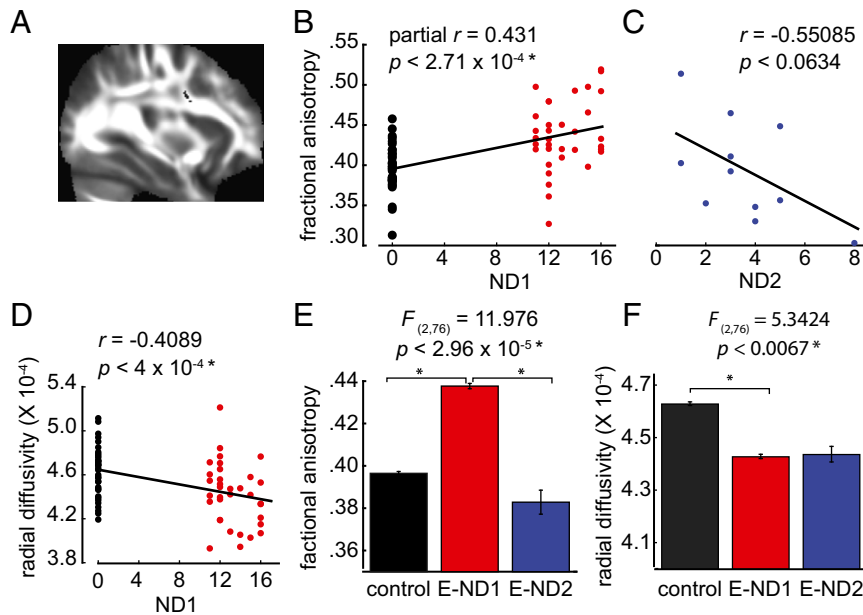 A
B
partial r = 0.431
p < 2.71 x 10-4 *
fractional anisotropy
.55
.50
.45
.40
.35
.30
0 4 8 12 16
ND1
C
r = -0.55085
p < 0.0634
0 2 4 6 8
ND2
D
r = -0.4089
p < 4 x 10-4 *
radial diffusivity (X 10-4)
5.4
5.0
4.6
4.2
3.8
0 4 8 12 16
ND1
E
F(2,76) = 11.976
p < 2.96 x 10-5 *
factional anisotropy
.44
.42
.40
.38
.36
* *
control E-ND1 E-ND2
F
F(2,76) = 5.3424
p < 0.0067 *
radial diffusivity (X 10-4)
4.7
4.5
4.3
4.1
*
control E-ND1 E-ND2